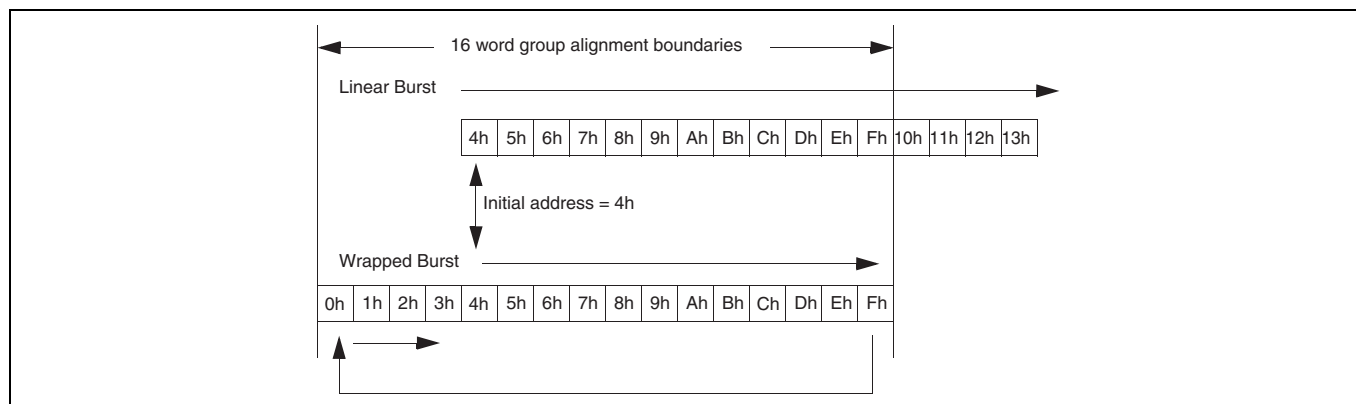 16 word group alignment boundaries
Linear Burst
4h 5h 6h 7h 8h 9h Ah Bh Ch Dh Eh Fh 10h 11h 12h 13h
Initial address = 4h
Wrapped Burst
0h 1h 2h 3h 4h 5h 6h 7h 8h 9h Ah Bh Ch Dh Eh Fh